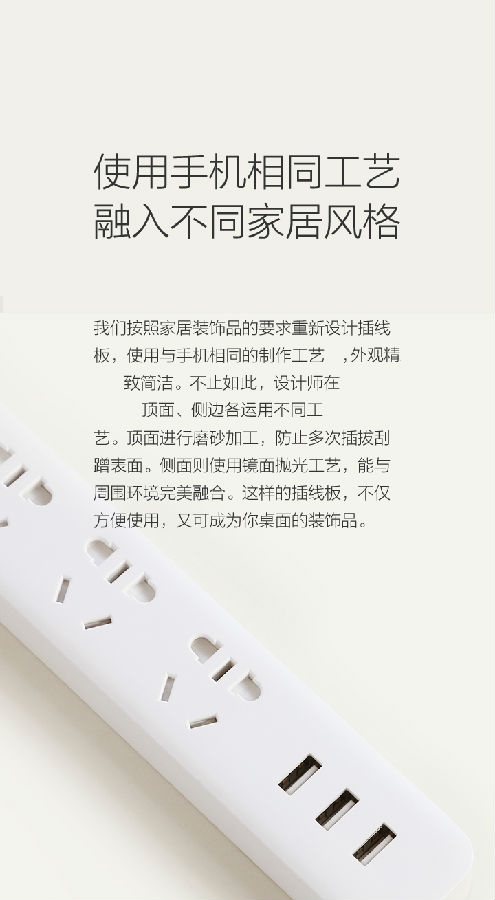 使用手机相同工艺
融入不同家居风格
我们按照家居装饰品的要求重新设计插线
板，使用与手机相同的制作工艺 ,外观精
致简洁。不止如此，设计师在
顶面、侧边各运用不同工
艺。顶面进行磨砂加工，防止多次插拔刮
蹭表面。侧面则使用镜面抛光工艺，能与
周围环境完美融合。这样的插线板，不仅
方便使用，又可成为你桌面的装饰品。